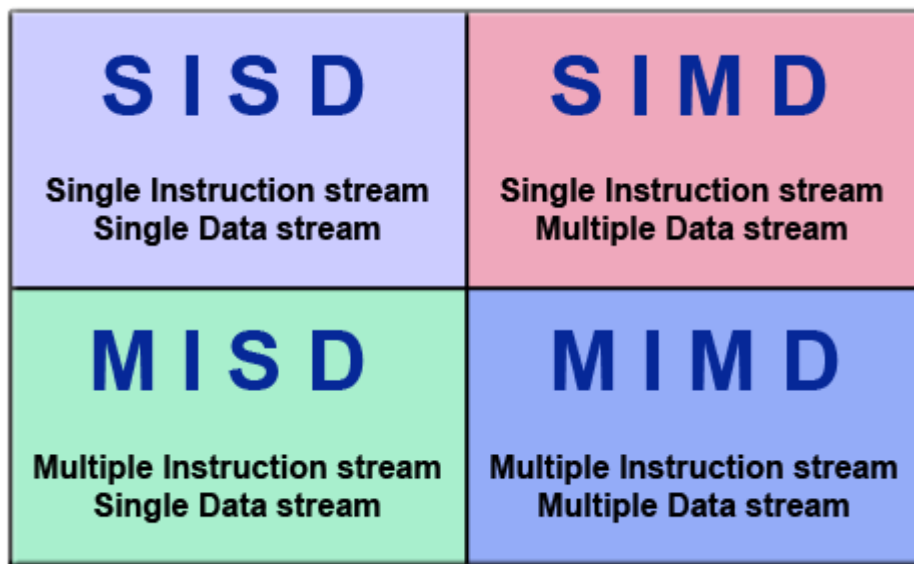 S I S D
Single Instruction stream
Single Data stream
S I M D
Single Instruction stream
Multiple Data stream
M I S D
Multiple Instruction stream
Single Data stream
M I M D
Multiple Instruction stream
Multiple Data stream